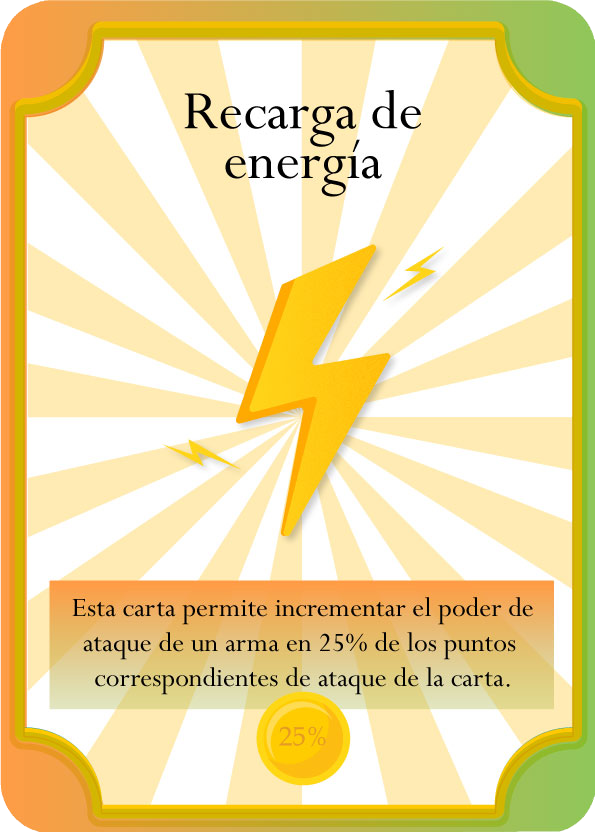 Recarga de
energía
Esta carta permite incrementar el poder de
ataque de un arma en 25% de los puntos
correspondientes de ataque de la carta.
25%